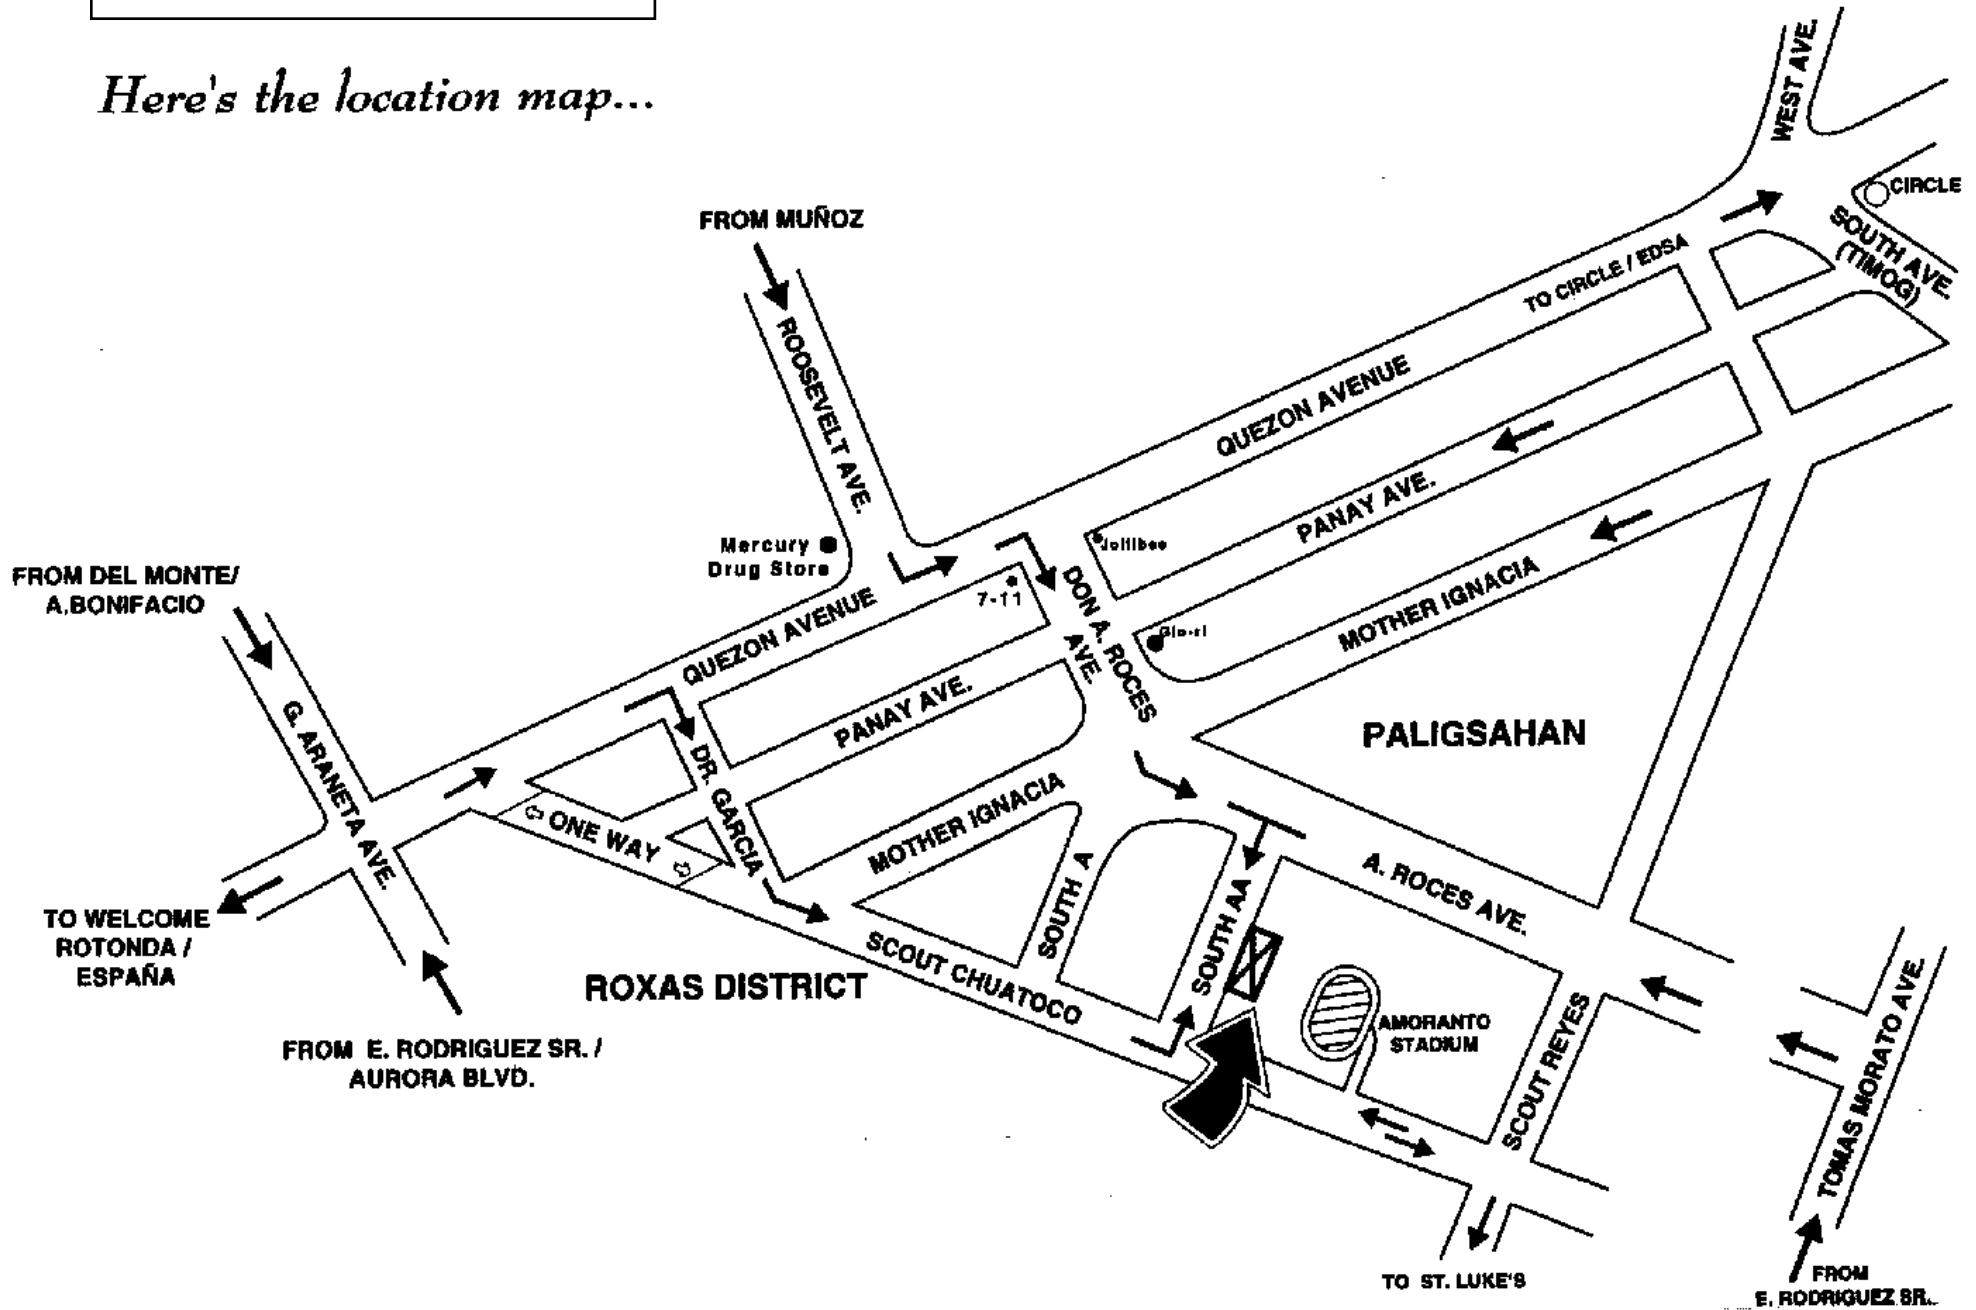 Here's the location map...
WEST AVE.
CIRCLE
SOUTH AVE.
(TIMOG)
FROM MUÑOZ
TO CIRCLE / EDSA
ROOSEVELT AVE.
QUEZON AVENUE
PANAY AVE.
Mercury
Drug Store
Jollibee
7-11
FROM DEL MONTE/
A.BONIFACIO
QUEZON AVENUE
DON A. ROCES
AVE.
MOTHER IGNACIA
G. ARANETA AVE.
PANAY AVE.
PALIGSAHAN
DR. GARCIA
ONE WAY
MOTHER IGNACIA
SOUTH A
SOUTH AA
A. ROCES AVE.
TO WELCOME
ROTONDA /
ESPAÑA
ROXAS DISTRICT
SCOUT CHUATOCO
AMORANTO
STADIUM
SCOUT REYES
TOMAS MORATO AVE.
FROM E. RODRIGUEZ SR. /
AURORA BLVD.
TO ST. LUKE'S
FROM
E. RODRIGUEZ SR.